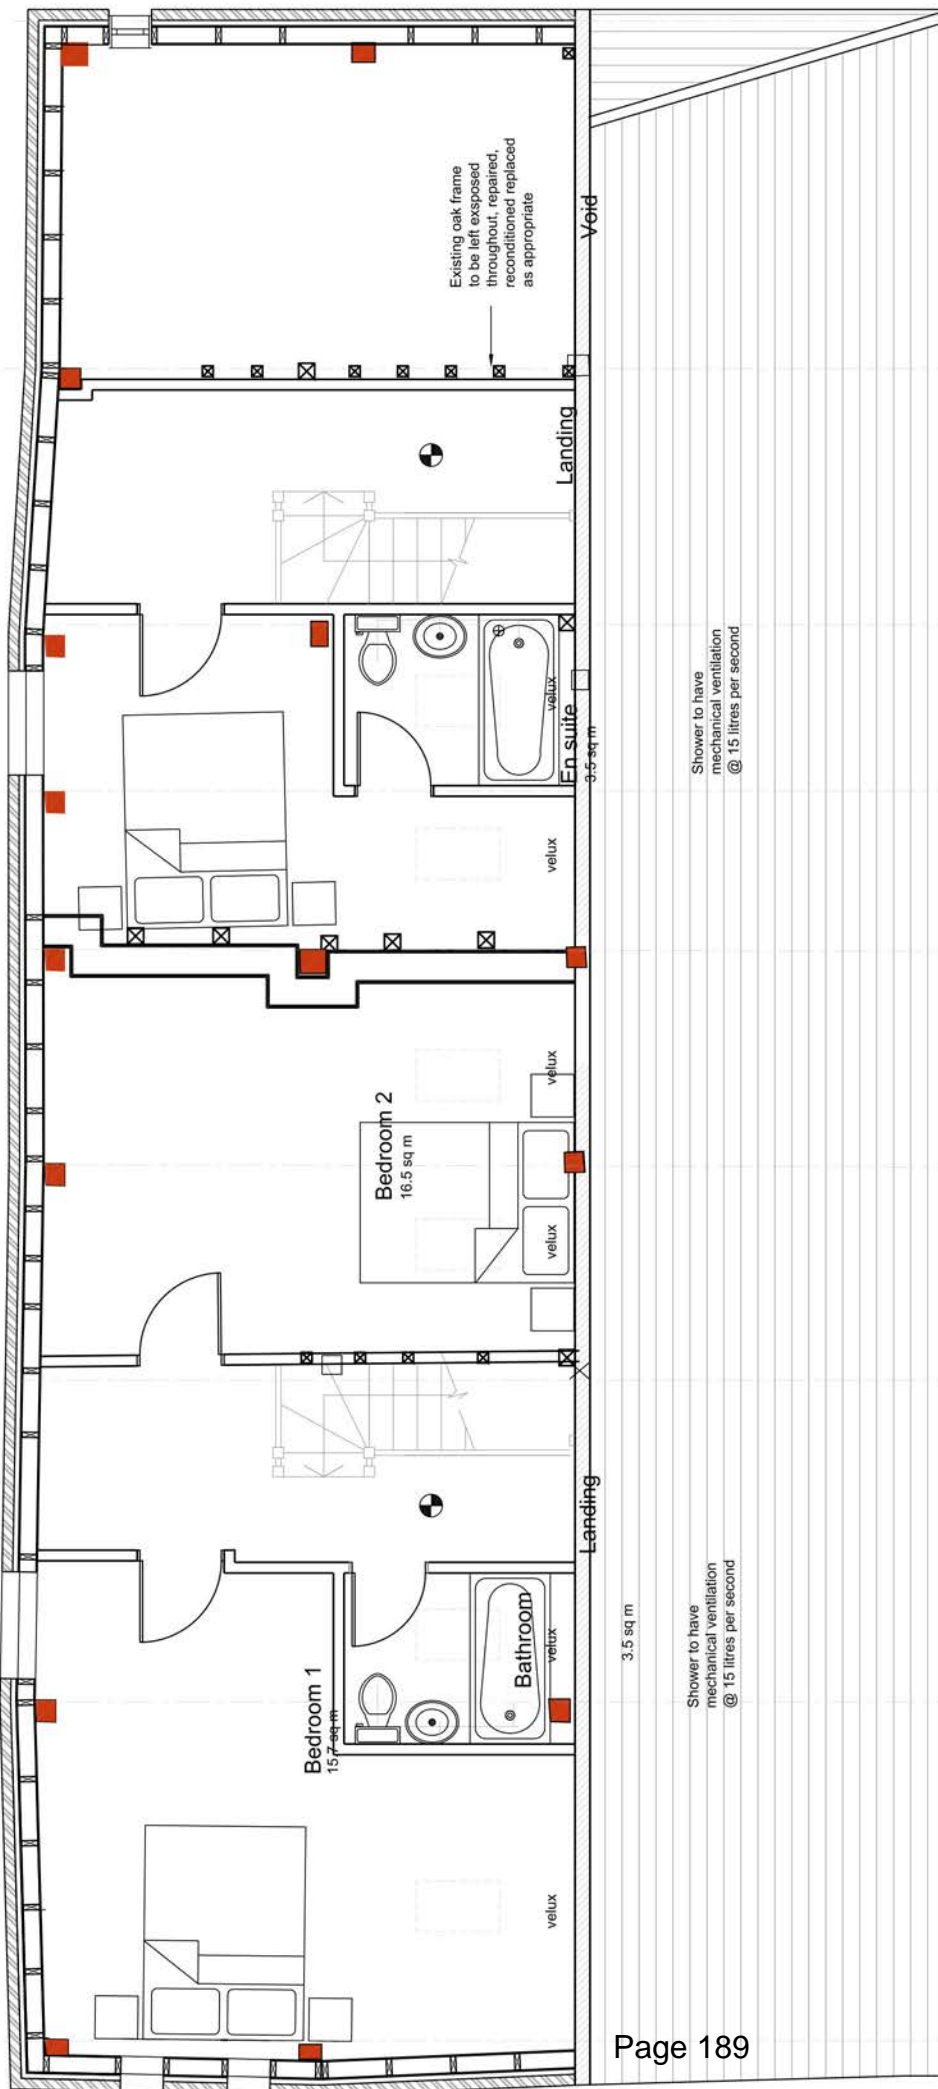 Existing oak frame
to be left exsposed
throughout, repaired,
reconditioned replaced
as appropriate
Void
Landing
velux
En suite
3.5 sq m
Shower to have
mechanical ventilation
@ 15 litres per second
velux
velux
Bedroom 2
16.5 sq m
velux
Landing
Bathroom
velux
3.5 sq m
Shower to have
mechanical ventilation
@ 15 litres per second
Bedroom 1
15.7 sq m
velux
Page 189